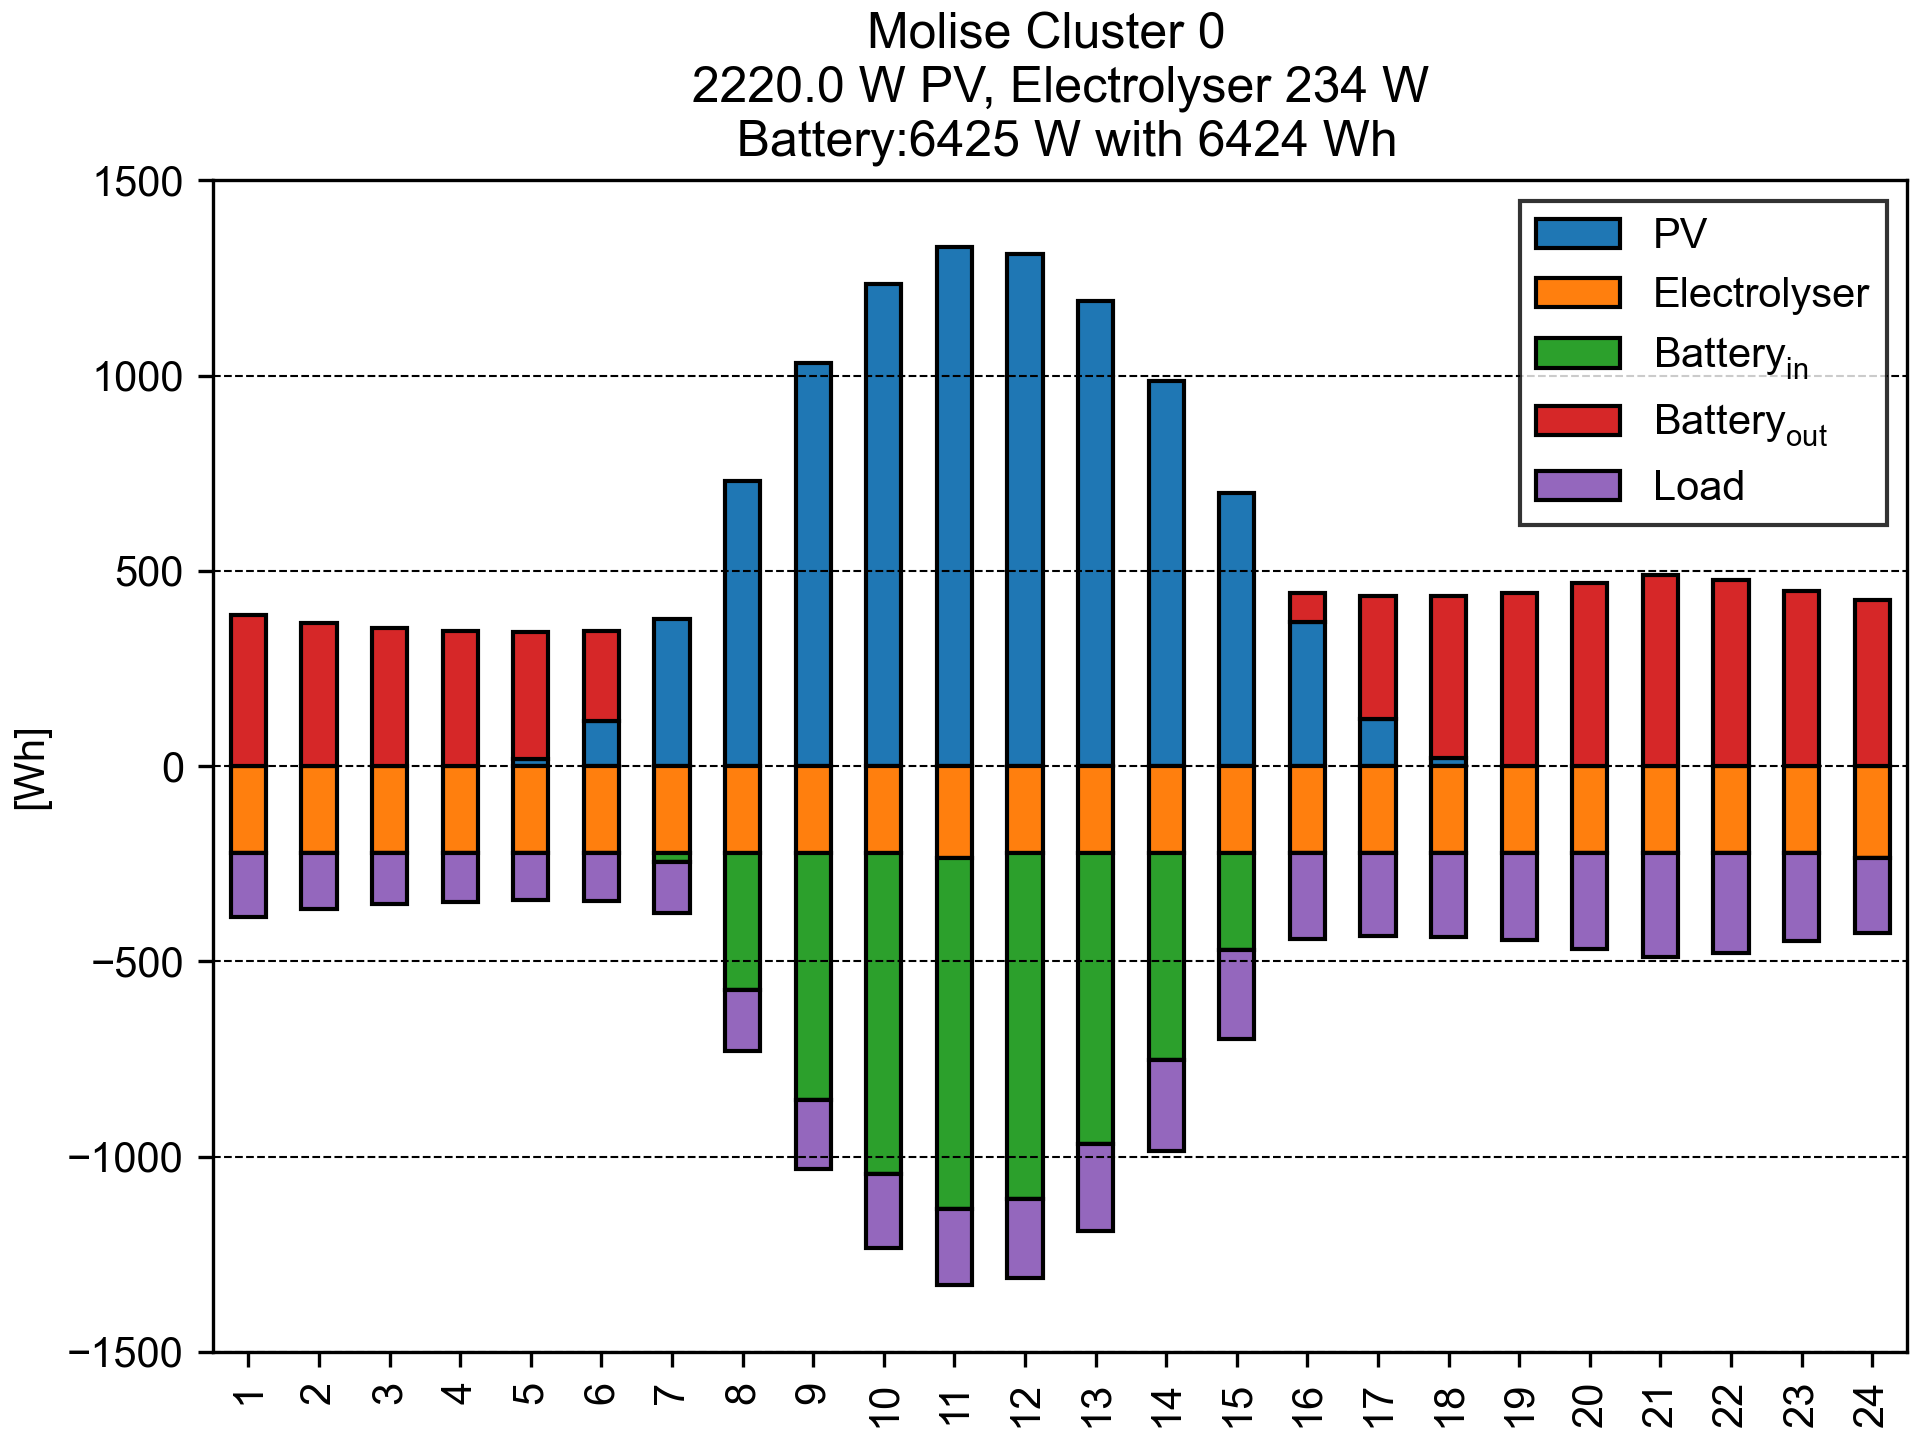 Molise Cluster 0
2220.0 W PV, Electrolyser 234 W
Battery:6425 W with 6424 Wh
1500
1000
500
0
−500
−1000
−1500
[Wh]
PV
Electrolyser
Battery_in
Battery_out
Load
1 2 3 4 5 6 7 8 9 10 11 12 13 14 15 16 17 18 19 20 21 22 23 24